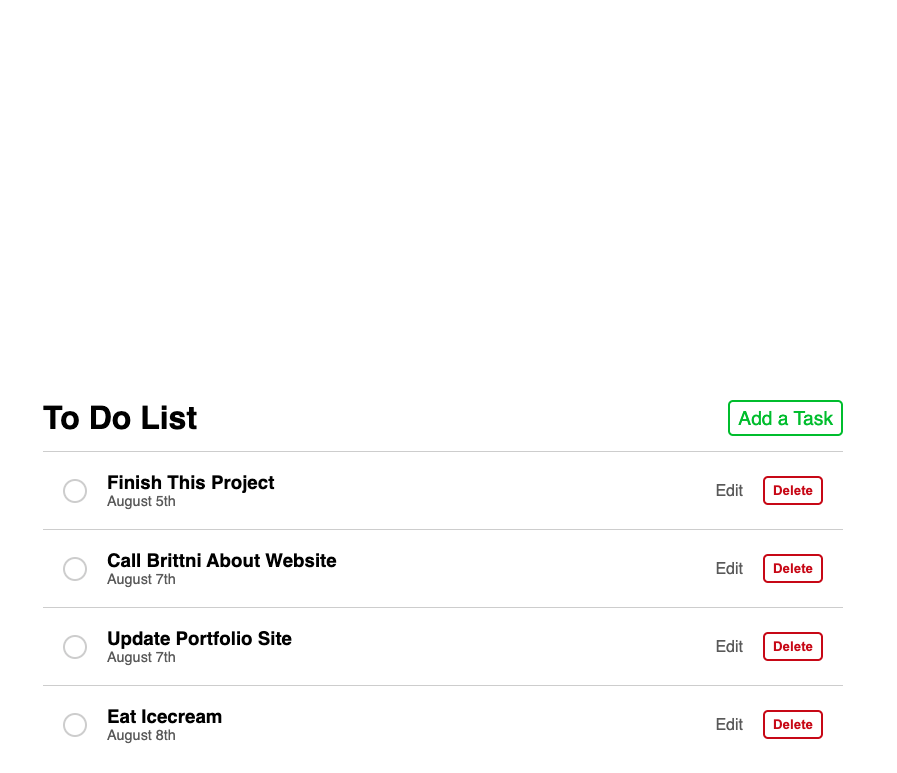 To Do List
Add a Task
Finish This Project
August 5th
Edit
Delete
Call Brittni About Website
August 7th
Edit
Delete
Update Portfolio Site
August 7th
Edit
Delete
Eat Icecream
August 8th
Edit
Delete